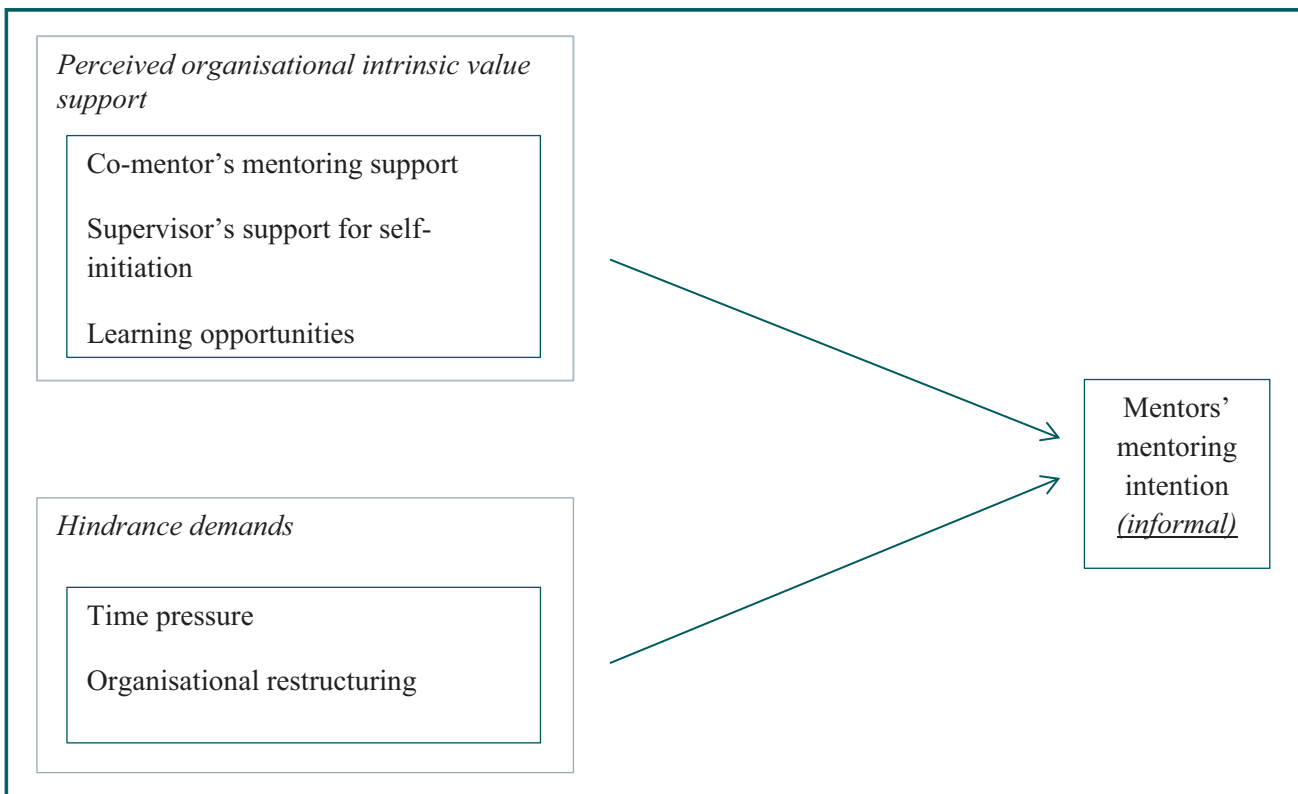 Perceived organisational intrinsic value
support
Co-mentor’s mentoring support
Supervisor’s support for self-
initiation
Learning opportunities
Hindrance demands
Time pressure
Organisational restructuring
Mentors’
mentoring
intention
(informal)